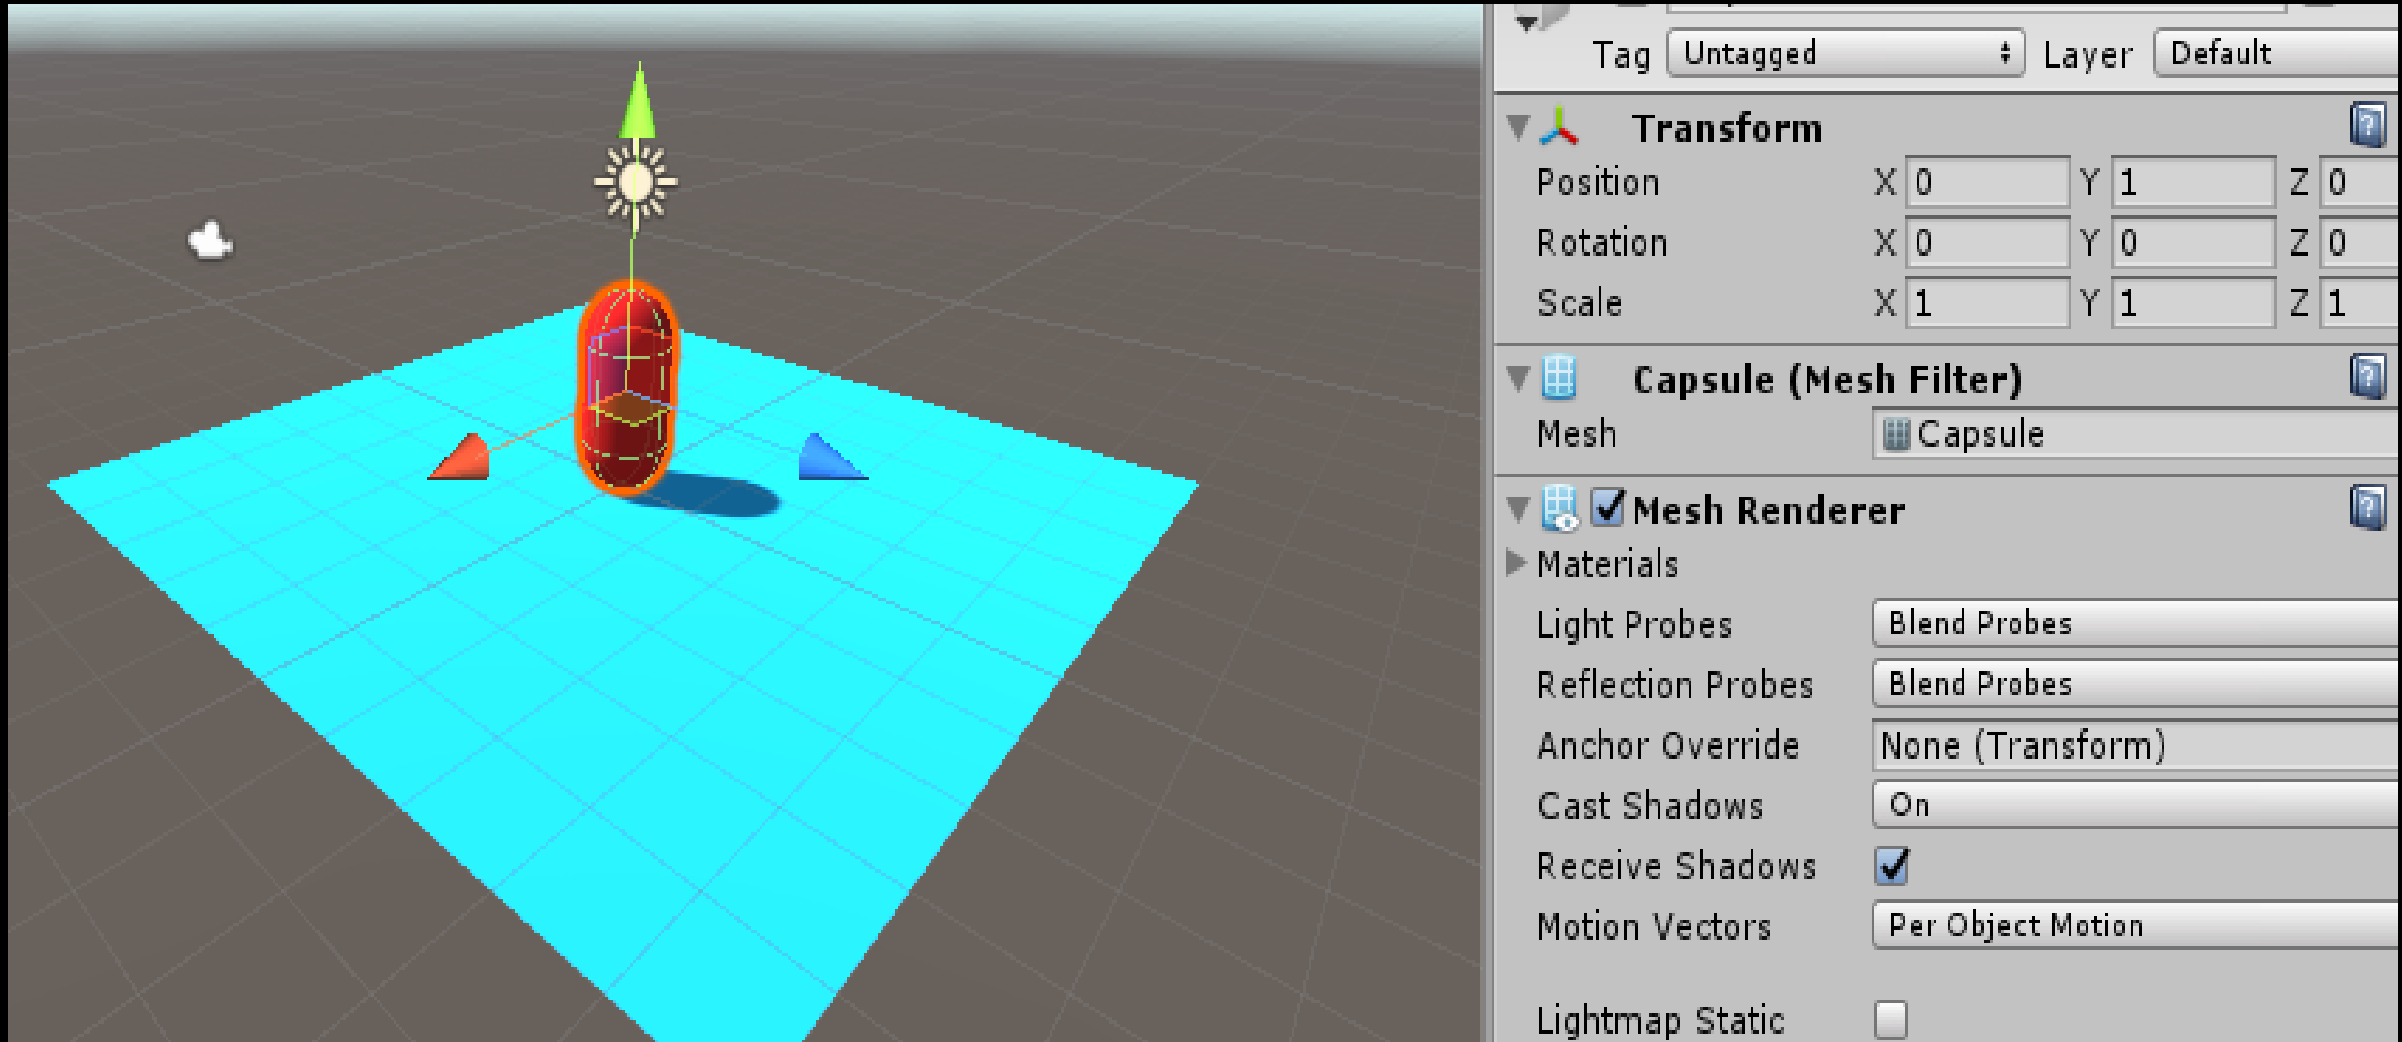 Tag Untagged Layer Default
Transform
Position X 0 Y 1 Z 0
Rotation X 0 Y 0 Z 0
Scale X 1 Y 1 Z 1
Capsule (Mesh Filter)
Mesh Capsule
Mesh Renderer
Materials
Light Probes Blend Probes
Reflection Probes Blend Probes
Anchor Override None (Transform)
Cast Shadows On
Receive Shadows
Motion Vectors Per Object Motion
Lightmap Static